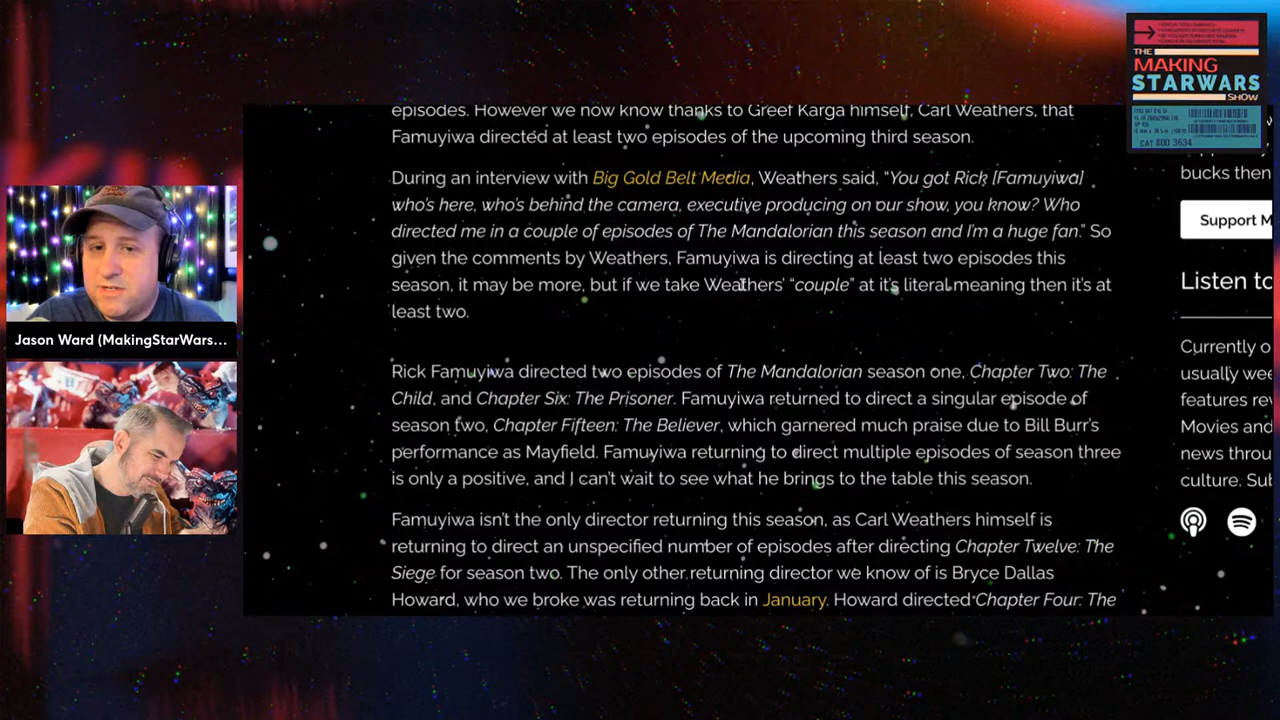 THE
MAKING
STARWARS
SHOW
CAT 800 3634
episodes. However we now know thanks to Greef Karga himself, Carl Weathers, that
Famuyiwa directed at least two episodes of the upcoming third season.
During an interview with Big Gold Belt Media, Weathers said, “You got Rick [Famuyiwa]
who’s here, who’s behind the camera, executive producing on our show, you know? Who
directed me in a couple of episodes of The Mandalorian this season and I’m a huge fan.” So
given the comments by Weathers, Famuyiwa is directing at least two episodes this
season, it may be more, but if we take Weathers’ “couple” at it’s literal meaning then it’s at
least two.
Rick Famuyiwa directed two episodes of The Mandalorian season one, Chapter Two: The
Child, and Chapter Six: The Prisoner. Famuyiwa returned to direct a singular episode of
season two, Chapter Fifteen: The Believer, which garnered much praise due to Bill Burr’s
performance as Mayfield. Famuyiwa returning to direct multiple episodes of season three
is only a positive, and I can’t wait to see what he brings to the table this season.
Famuyiwa isn’t the only director returning this season, as Carl Weathers himself is
returning to direct an unspecified number of episodes after directing Chapter Twelve: The
Siege for season two. The only other returning director we know of is Bryce Dallas
Howard, who we broke was returning back in January. Howard directed Chapter Four: The
bucks then
Support M
Listen to
Currently o
usually wee
features rev
Movies and
news throu
culture. Sub
Jason Ward (MakingStarWars...